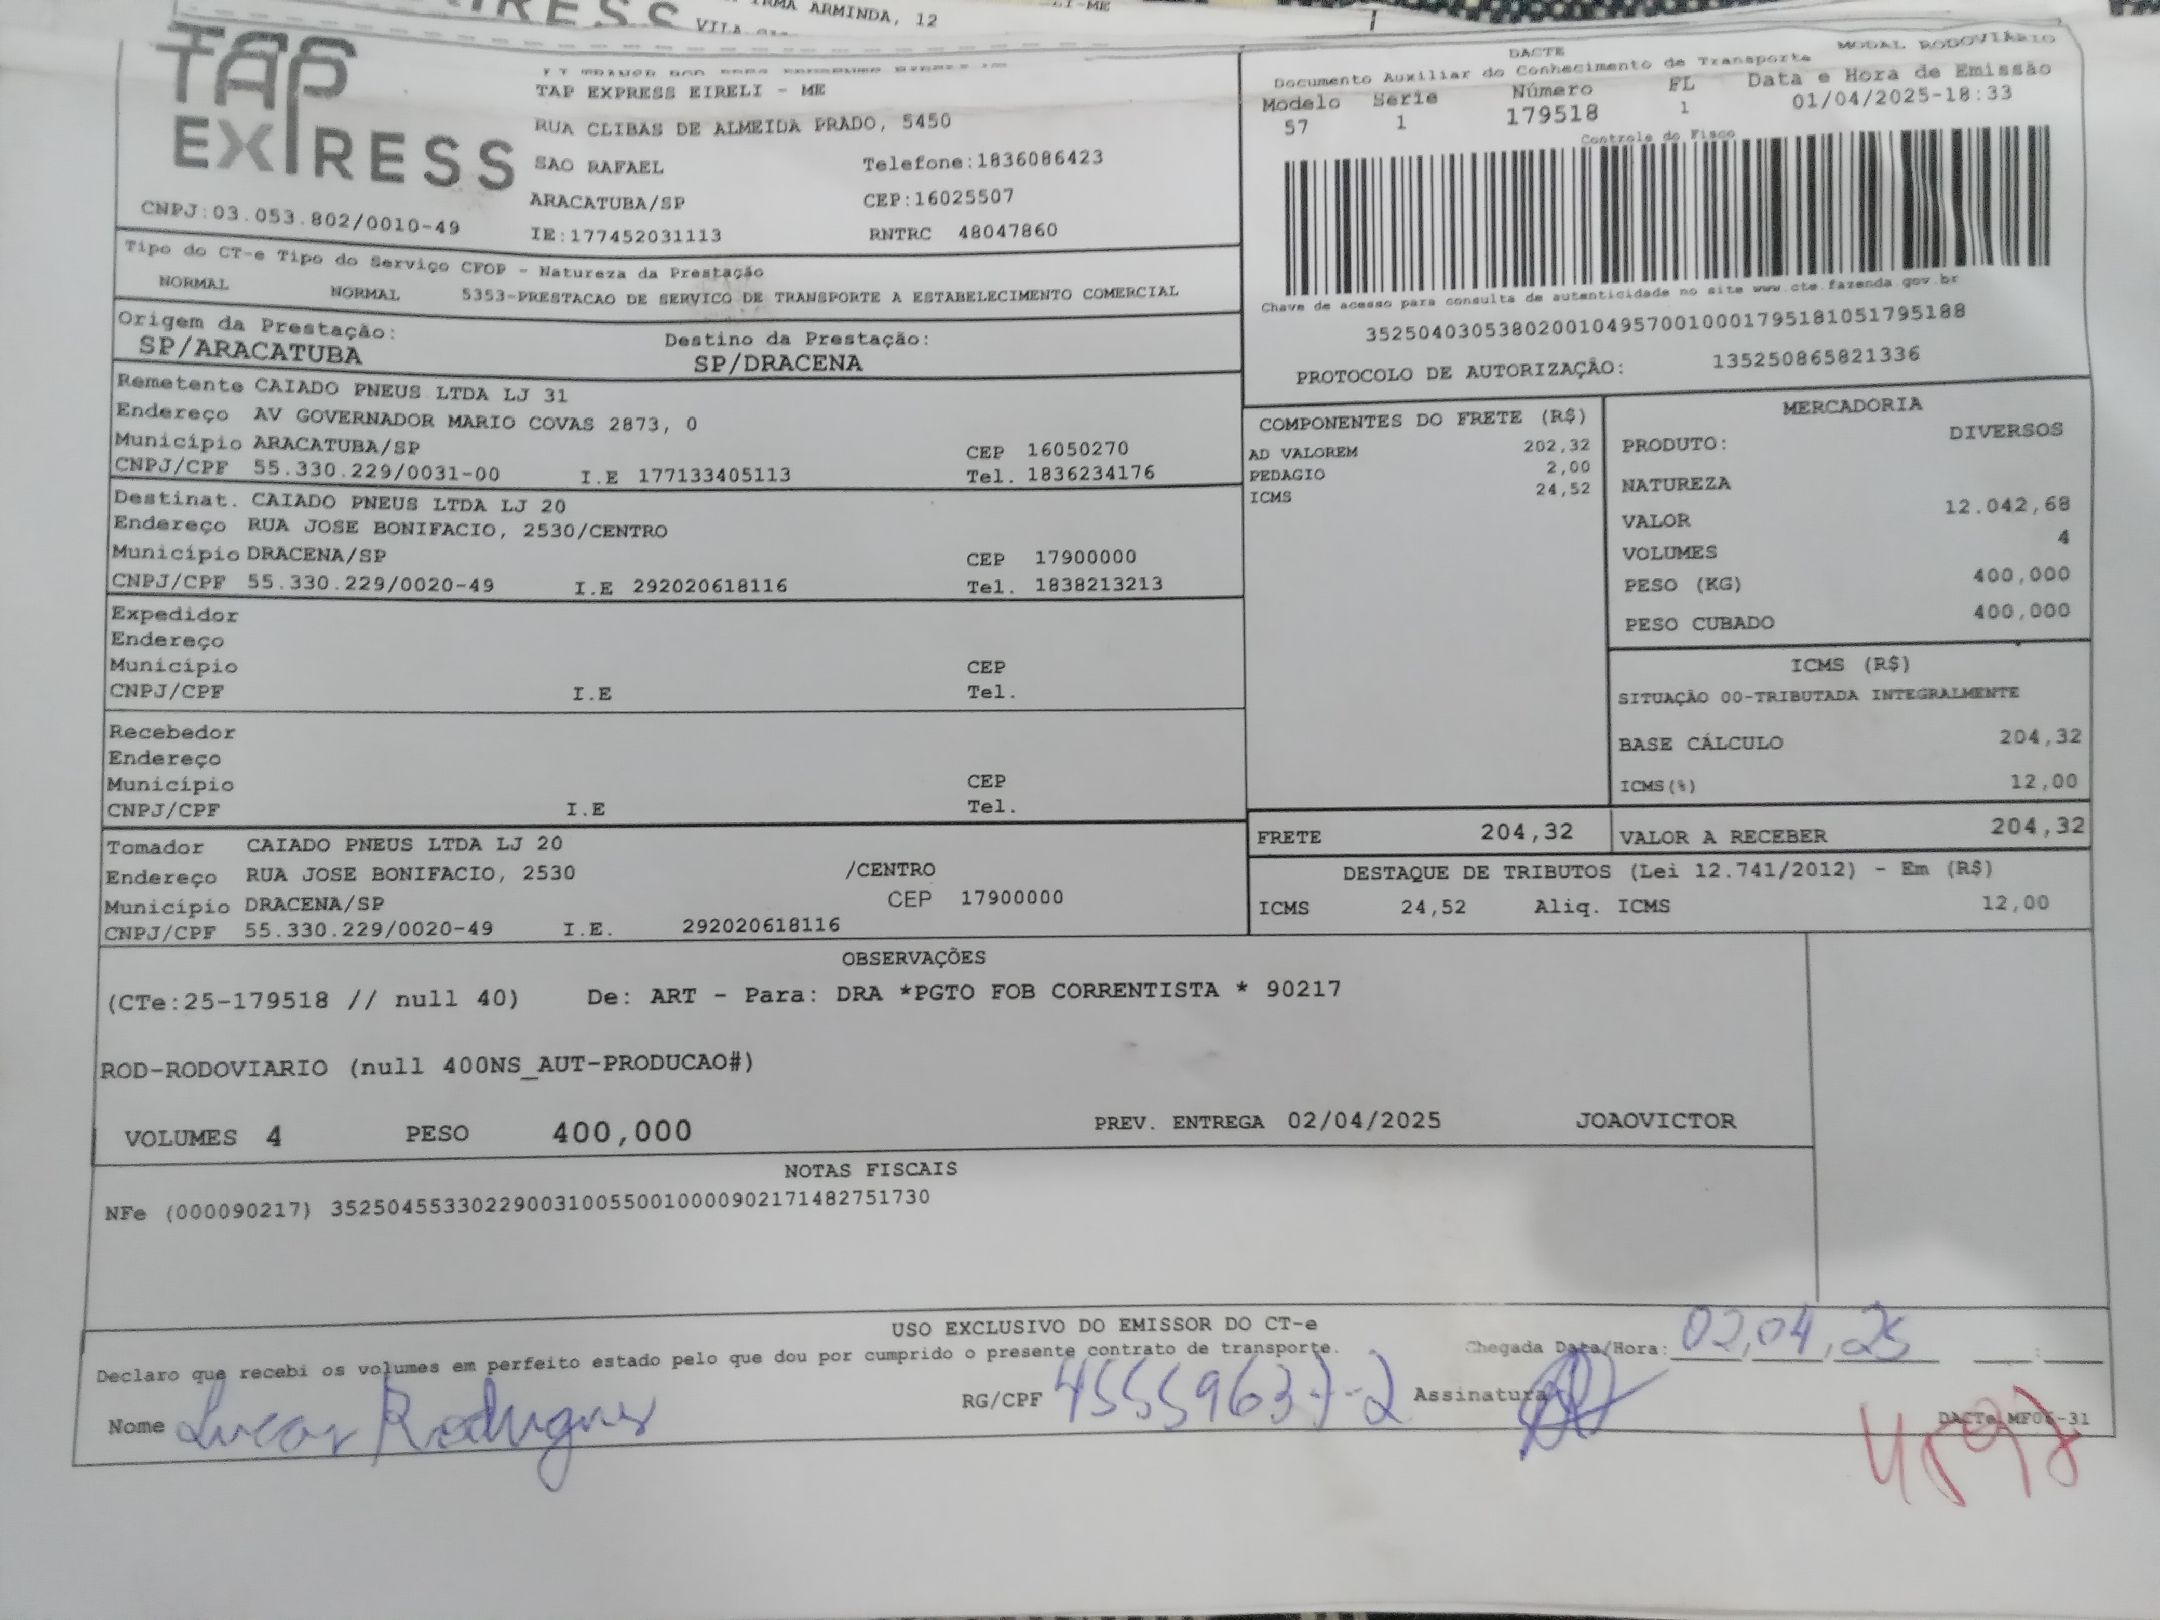 IRMA ARMINDA, 12
TAP
EXPRESS
TAP EXPRESS EIRELI - ME
RUA CLIBAS DE ALMEIDA PRADO, 5450
SAO RAFAEL Telefone:1836086423
ARACATUBA/SP CEP:16025507
CNPJ:03.053.802/0010-49 IE:177452031113 RNTRC 48047860
DACTE MODAL RODOVIÁRIO
Documento Auxiliar do Conhecimento de Transporte
Modelo Serie Número FL Data e Hora de Emissão
57 1 179518 1 01/04/2025-18:33
Controle do Fisco
Chave de acesso para consulta de autenticidade no site www.cte.fazenda.gov.br
35250403053802001049570010001795181051795188
PROTOCOLO DE AUTORIZAÇÃO: 135250865821336
Tipo do CT-e Tipo do Serviço CFOP - Natureza da Prestação
NORMAL NORMAL 5353-PRESTACAO DE SERVICO DE TRANSPORTE A ESTABELECIMENTO COMERCIAL
Origem da Prestação: Destino da Prestação:
SP/ARACATUBA SP/DRACENA
Remetente CAIADO PNEUS LTDA LJ 31
Endereço AV GOVERNADOR MARIO COVAS 2873, 0
Município ARACATUBA/SP CEP 16050270
CNPJ/CPF 55.330.229/0031-00 I.E 177133405113 Tel. 1836234176
Destinat. CAIADO PNEUS LTDA LJ 20
Endereço RUA JOSE BONIFACIO, 2530/CENTRO
Município DRACENA/SP CEP 17900000
CNPJ/CPF 55.330.229/0020-49 I.E 292020618116 Tel. 1838213213
Expedidor
Endereço
Município CEP
CNPJ/CPF I.E Tel.
Recebedor
Endereço
Município CEP
CNPJ/CPF I.E Tel.
Tomador CAIADO PNEUS LTDA LJ 20
Endereço RUA JOSE BONIFACIO, 2530 /CENTRO
Município DRACENA/SP CEP 17900000
CNPJ/CPF 55.330.229/0020-49 I.E. 292020618116
COMPONENTES DO FRETE (R$)
AD VALOREM 202,32
PEDAGIO 2,00
ICMS 24,52
MERCADORIA
PRODUTO: DIVERSOS
NATUREZA
VALOR 12.042,68
VOLUMES 4
PESO (KG) 400,000
PESO CUBADO 400,000
ICMS (R$)
SITUAÇÃO 00-TRIBUTADA INTEGRALMENTE
BASE CÁLCULO 204,32
ICMS(%) 12,00
FRETE 204,32 VALOR A RECEBER 204,32
DESTAQUE DE TRIBUTOS (Lei 12.741/2012) - Em (R$)
ICMS 24,52 Aliq. ICMS 12,00
OBSERVAÇÕES
(CTe:25-179518 // null 40) De: ART - Para: DRA *PGTO FOB CORRENTISTA * 90217
ROD-RODOVIARIO (null 400NS_AUT-PRODUCAO#)
VOLUMES 4 PESO 400,000 PREV. ENTREGA 02/04/2025 JOAOVICTOR
NOTAS FISCAIS
NFe (000090217) 35250455330229003100550010000902171482751730
USO EXCLUSIVO DO EMISSOR DO CT-e
Declaro que recebi os volumes em perfeito estado pelo que dou por cumprido o presente contrato de transporte. Chegada Data/Hora: 02,04,25
Nome Lucas Rodrigues RG/CPF 45559637-2 Assinatura
DACTe MF06-31